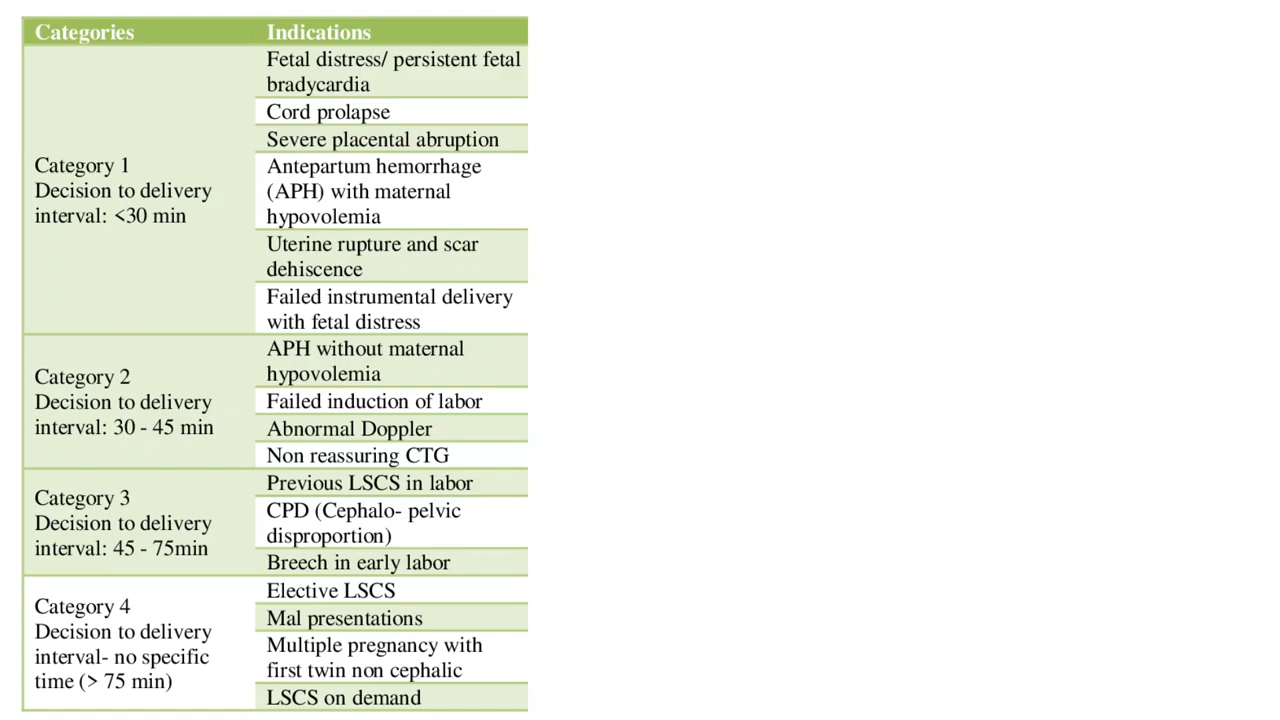 Categories Indications
Category 1
Decision to delivery
interval: <30 min
Fetal distress/ persistent fetal
bradycardia
Cord prolapse
Severe placental abruption
Antepartum hemorrhage
(APH) with maternal
hypovolemia
Uterine rupture and scar
dehiscence
Failed instrumental delivery
with fetal distress
Category 2
Decision to delivery
interval: 30 - 45 min
APH without maternal
hypovolemia
Failed induction of labor
Abnormal Doppler
Non reassuring CTG
Category 3
Decision to delivery
interval: 45 - 75min
Previous LSCS in labor
CPD (Cephalo- pelvic
disproportion)
Breech in early labor
Category 4
Decision to delivery
interval- no specific
time (> 75 min)
Elective LSCS
Mal presentations
Multiple pregnancy with
first twin non cephalic
LSCS on demand